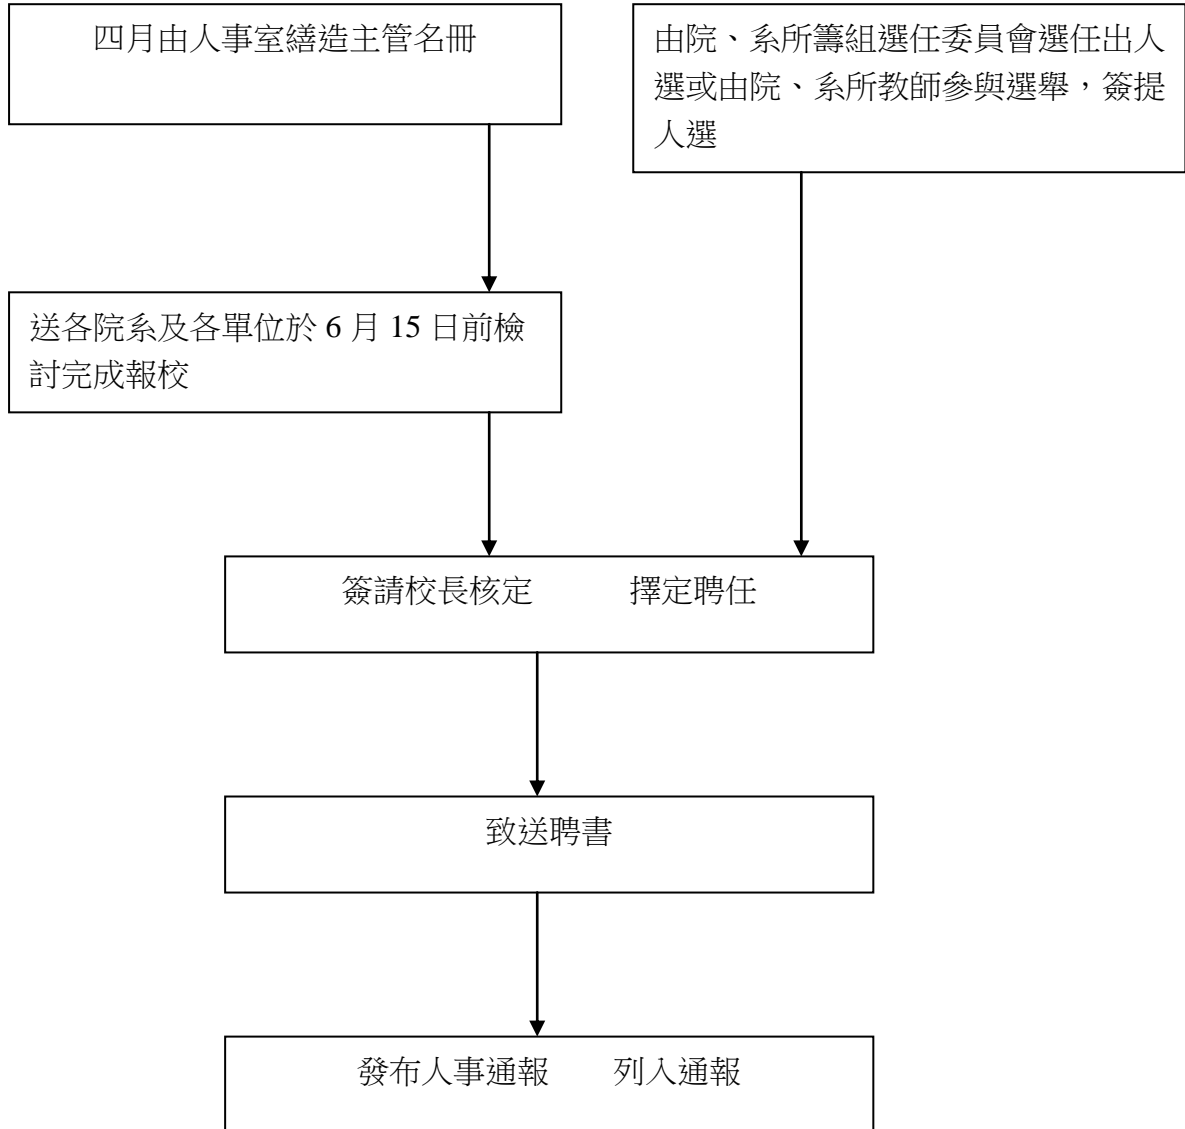 四月由人事室繕造主管名冊
由院、系所籌組選任委員會選任出人
選或由院、系所教師參與選舉，簽提
人選
送各院系及各單位於 6 月 15 日前檢
討完成報校
簽請校長核定　　　擇定聘任
致送聘書
發布人事通報　　列入通報